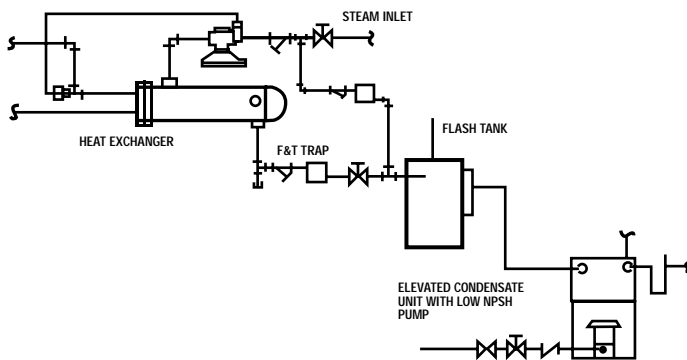 STEAM INLET
HEAT EXCHANGER
F&T TRAP
FLASH TANK
ELEVATED CONDENSATE
UNIT WITH LOW NPSH
PUMP